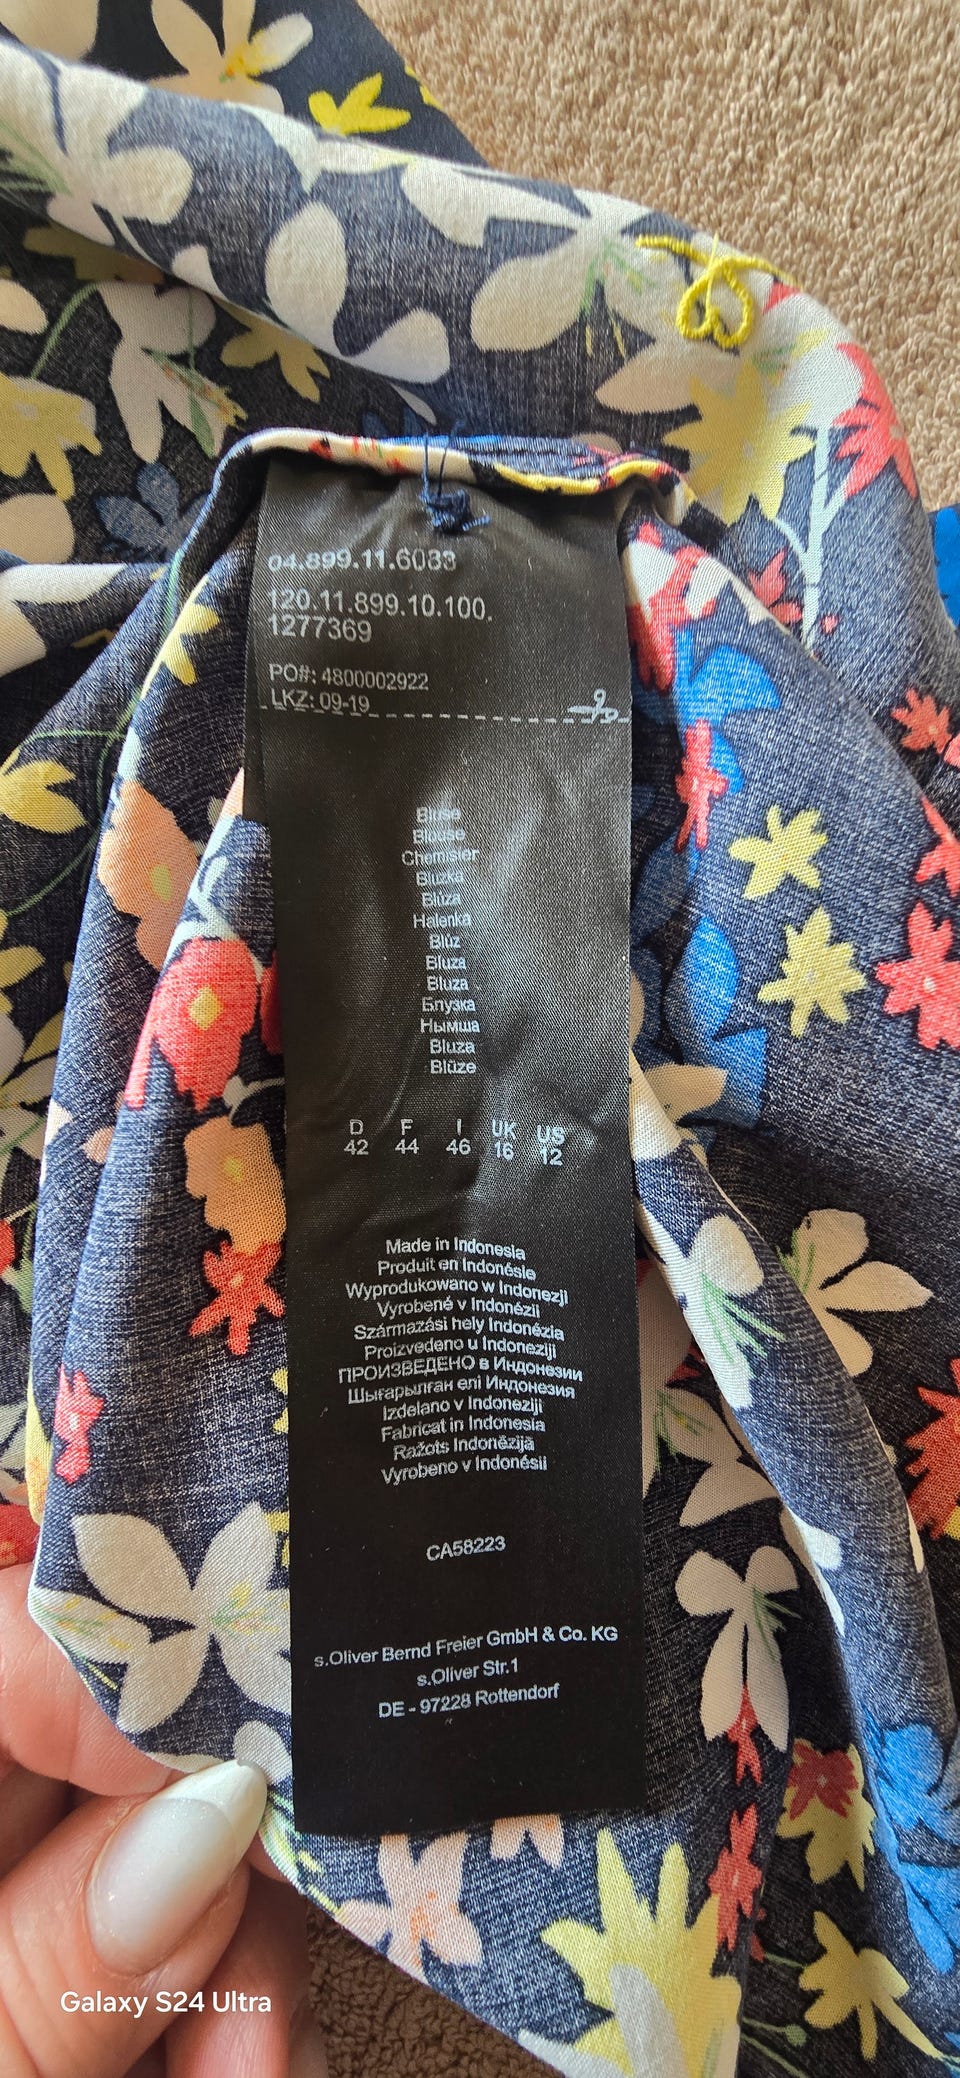 04.899.11.6083
120.11.899.10.100.
1277369
PO#: 4800002922
LKZ: 09-19
Bluse
Blouse
Chemisier
Bluzka
Blúza
Halenka
Blúz
Bluza
Bluza
Блузка
Нымша
Bluza
Blūze
D F I UK US
42 44 46 16 12
Made in Indonesia
Produit en Indonésie
Wyprodukowano w Indonezji
Vyrobené v Indonézii
Származási hely Indonézia
Proizvedeno u Indoneziji
ПРОИЗВЕДЕНО в Индонезии
Шығарылған елі Индонезия
Izdelano v Indoneziji
Fabricat in Indonesia
Ražots Indonēzijā
Vyrobeno v Indonésii
CA58223
s.Oliver Bernd Freier GmbH & Co. KG
s.Oliver Str.1
DE - 97228 Rottendorf
Galaxy S24 Ultra